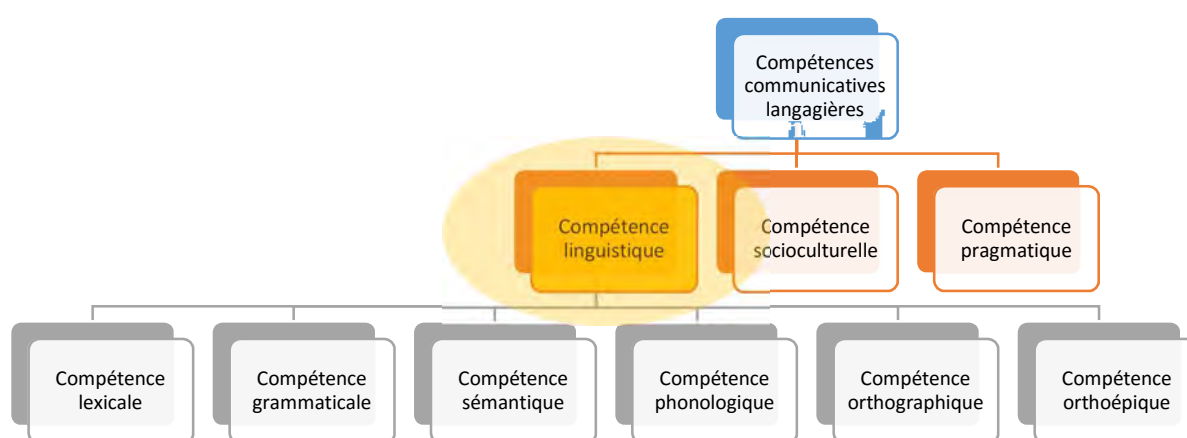 Compétences
communicatives
langagières
Compétence
linguistique
Compétence
socioculturelle
Compétence
pragmatique
Compétence
lexicale
Compétence
grammaticale
Compétence
sémantique
Compétence
phonologique
Compétence
orthographique
Compétence
orthoépique